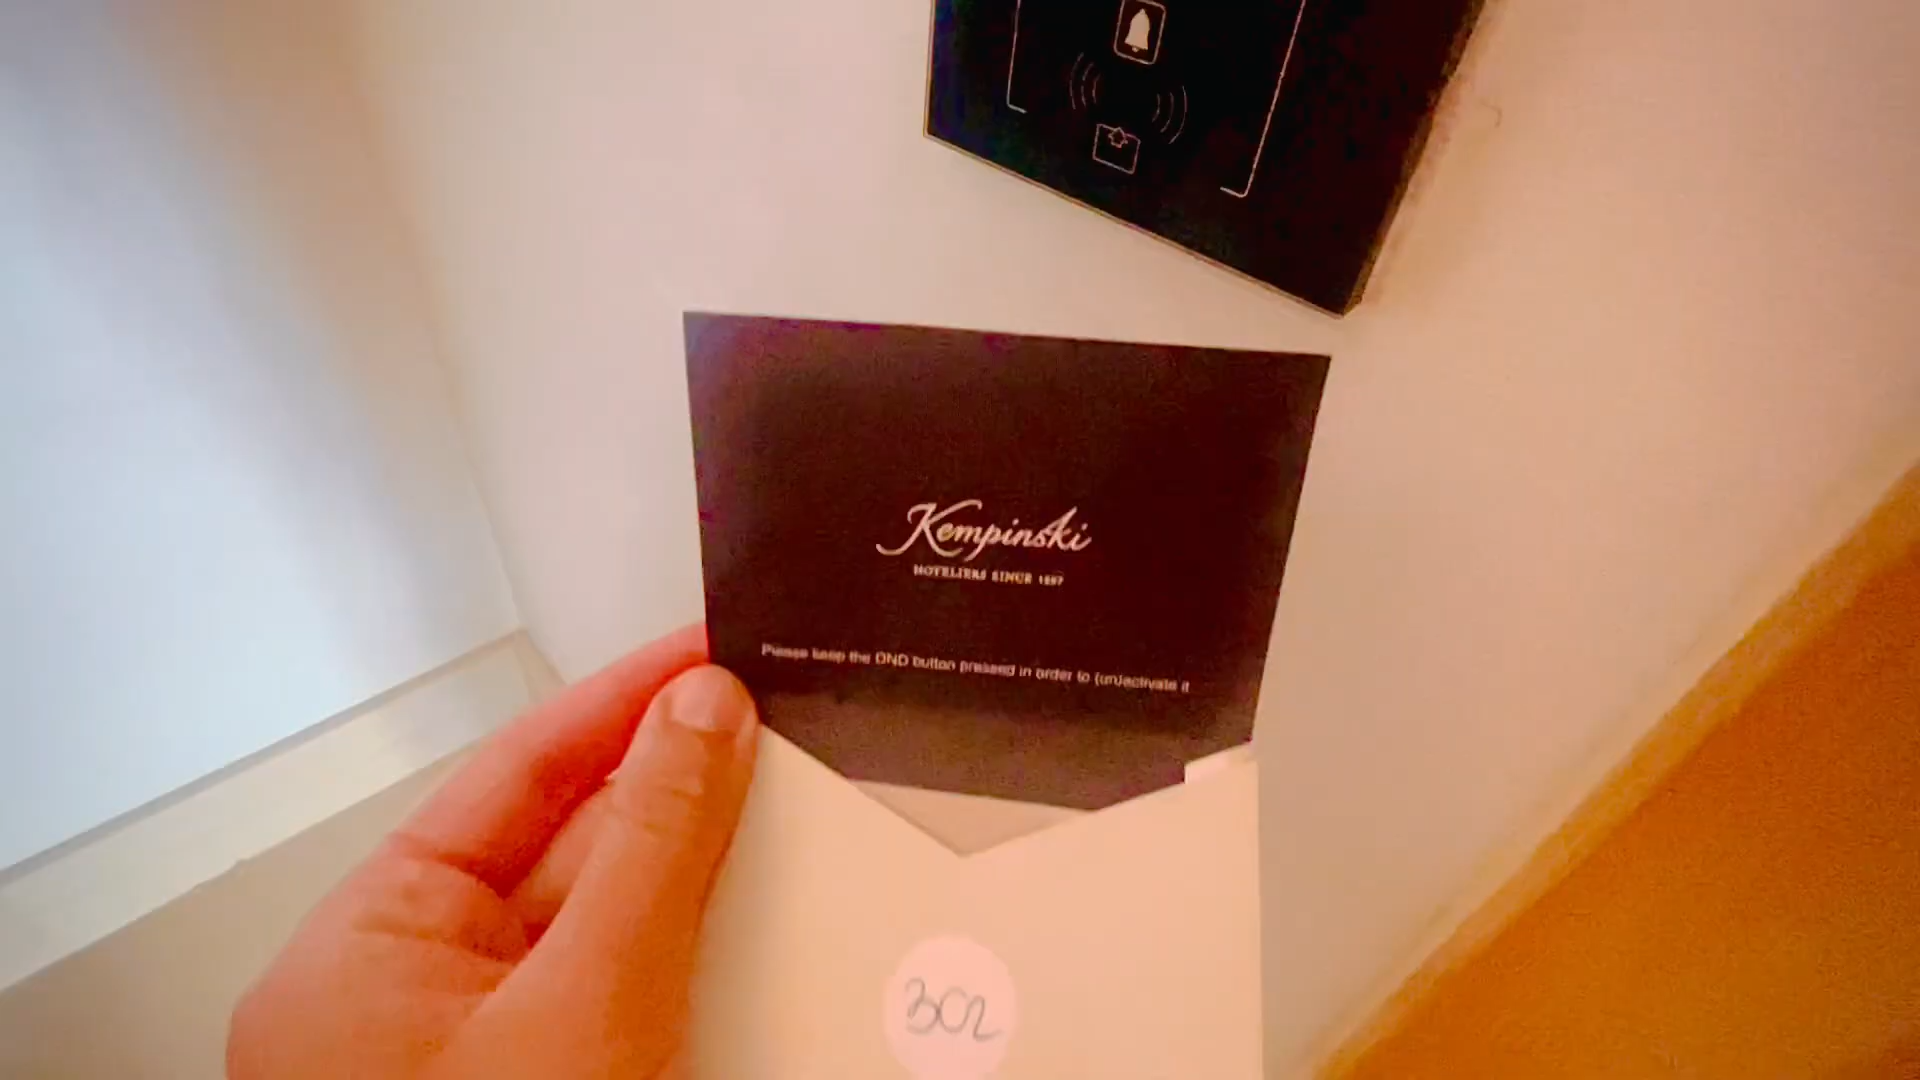 Kempinski
HOTELIERS SINCE 1897
Please keep the DND button pressed in order to (un)activate it
302